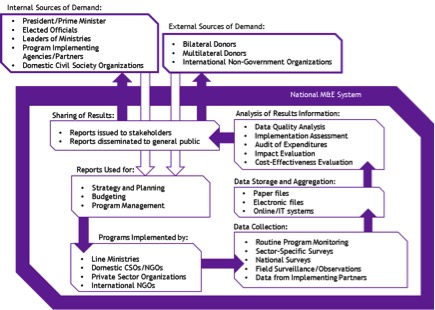 Internal Sources of Demand:
• President/Prime Minister
• Elected Officials
• Leaders of Ministries
• Program Implementing
Agencies/Partners
• Domestic Civil Society Organizations
External Sources of Demand:
• Bilateral Donors
• Multilateral Donors
• International Non-Government Organizations
National M&E System
Sharing of Results:
• Reports issued to stakeholders
• Reports disseminated to general public
Analysis of Results Information:
• Data Quality Analysis
• Implementation Assessment
• Audit of Expenditures
• Impact Evaluation
• Cost-Effectiveness Evaluation
Reports Used for:
• Strategy and Planning
• Budgeting
• Program Management
Data Storage and Aggregation:
• Paper files
• Electronic files
• Online/IT systems
Programs Implemented by:
• Line Ministries
• Domestic CSOs/NGOs
• Private Sector Organizations
• International NGOs
Data Collection:
• Routine Program Monitoring
• Sector-Specific Surveys
• National Surveys
• Field Surveillance/Observations
• Data from Implementing Partners